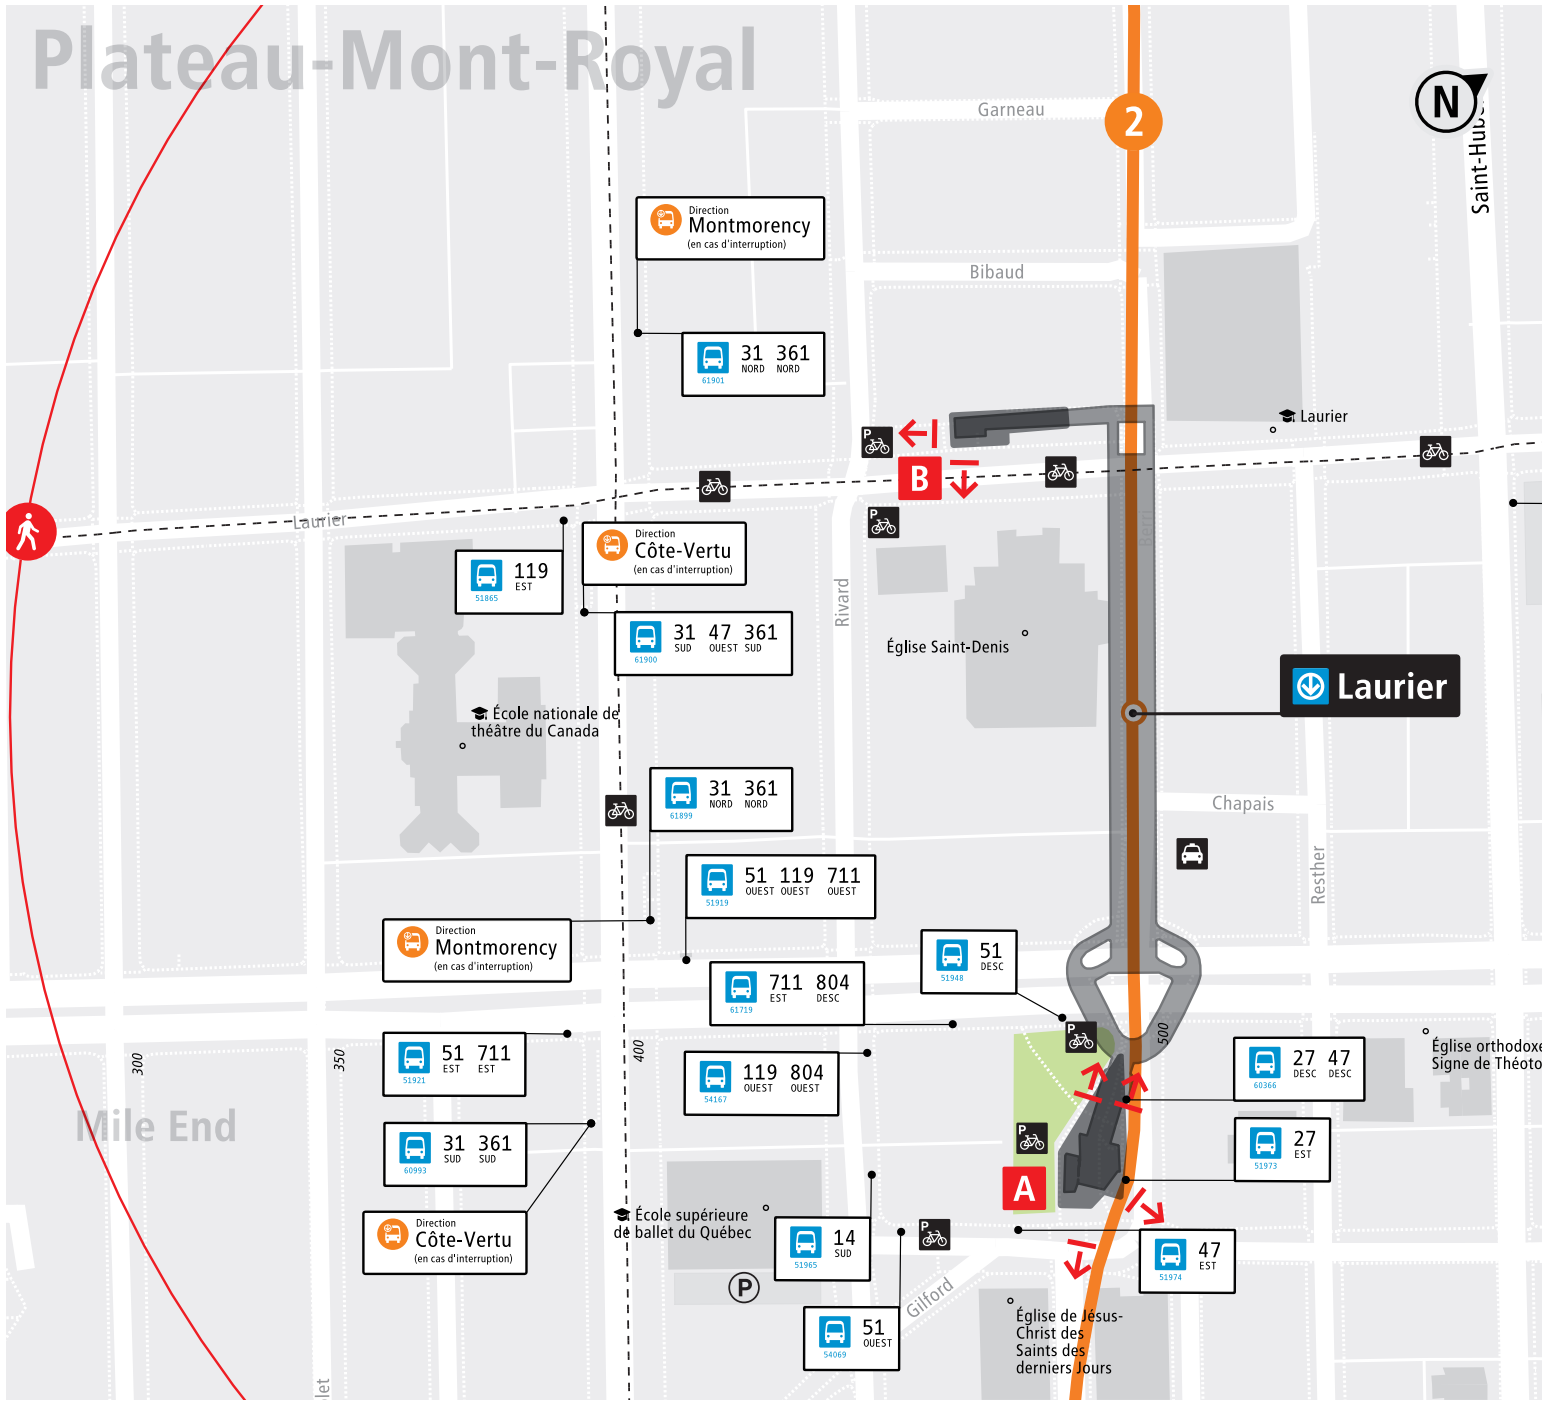 Plateau-Mont-Royal
2
N
Garneau
Saint-Hube
Direction
Montmorency
(en cas d'interruption)
Bibaud
31 361
NORD NORD
61901
P
Laurier
B
Laurier
P
Direction
Côte-Vertu
(en cas d'interruption)
Berri
119
EST
51865
Rivard
31 47 361
SUD OUEST SUD
61900
Église Saint-Denis
Laurier
École nationale de
théâtre du Canada
31 361
NORD NORD
61899
Chapais
Resther
51 119 711
OUEST OUEST OUEST
51919
Direction
Montmorency
(en cas d'interruption)
51
DESC
51948
711 804
EST DESC
61719
P
500
300
350
400
51 EST 711 EST
51921
119 804
OUEST OUEST
54167
27 47
DESC DESC
60366
Église orthodoxe
Signe de Théoto
Mile End
31 361
SUD SUD
60993
P
27
EST
51973
A
Direction
Côte-Vertu
(en cas d'interruption)
École supérieure
de ballet du Québec
14
SUD
51965
P
47
EST
51974
P
Gilford
51
OUEST
54069
Église de Jésus-
Christ des
Saints des
derniers Jours
let